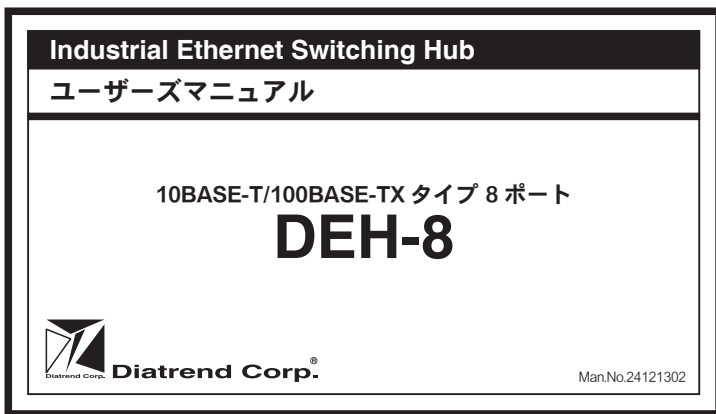 Industrial Ethernet Switching Hub
ユーザーズマニュアル
10BASE-T/100BASE-TX タイプ 8 ポート
DEH-8
Diatrend Corp.
Diatrend Corp.®
Man.No.24121302